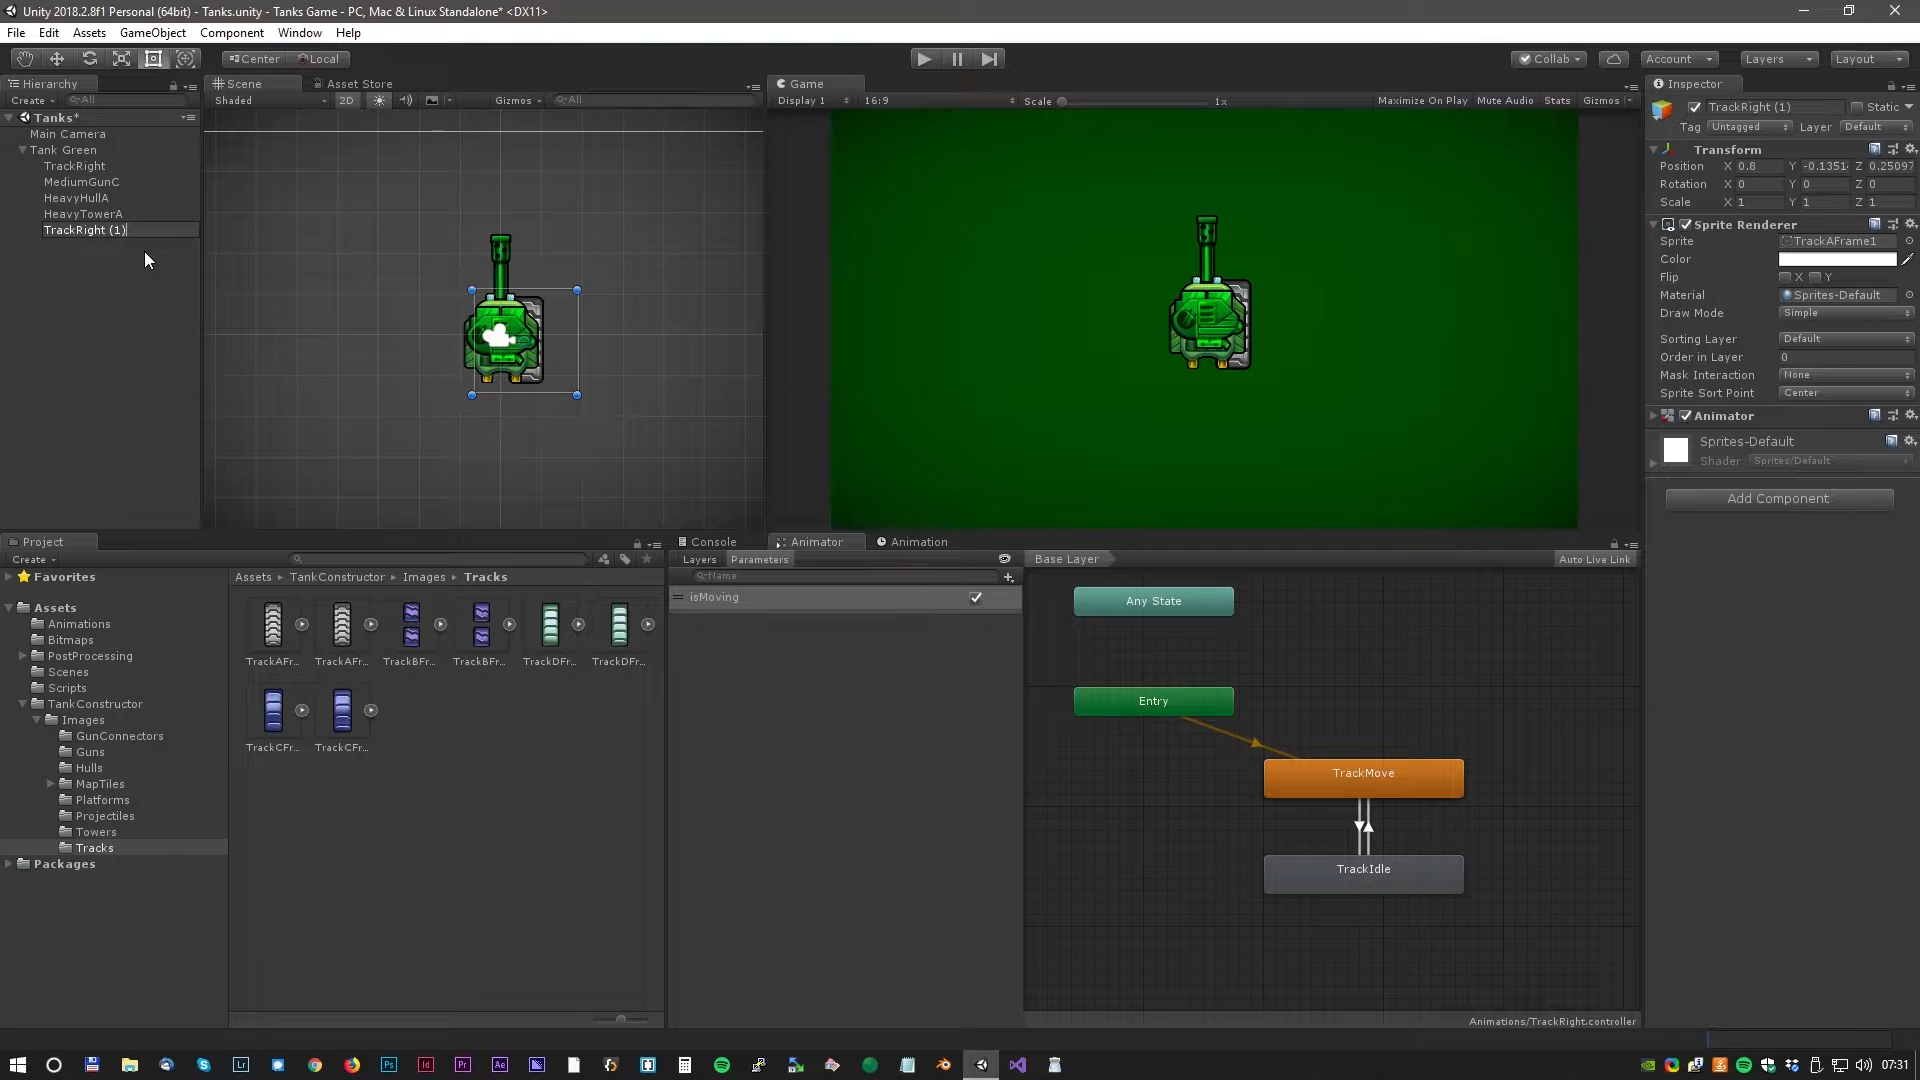 Unity 2018.2.8f1 Personal (64bit) - Tanks.unity - Tanks Game - PC, Mac & Linux Standalone* <DX11>
File Edit Assets GameObject Component Window Help
Center Local
Collab Account Layers Layout
Hierarchy
Create All
Tanks*
Main Camera
Tank Green
TrackRight
MediumGunC
HeavyHullA
HeavyTowerA
TrackRight (1)
Scene Asset Store
Shaded 2D Gizmos All
Game
Display 1 16:9 Scale 1x Maximize On Play Mute Audio Stats Gizmos
Inspector
TrackRight (1) Static
Tag Untagged Layer Default
Transform
Position X 0.8 Y -0.1351 Z 0.25097
Rotation X 0 Y 0 Z 0
Scale X 1 Y 1 Z 1
Sprite Renderer
Sprite TrackAFrame1
Color
Flip X Y
Material Sprites-Default
Draw Mode Simple
Sorting Layer Default
Order in Layer 0
Mask Interaction None
Sprite Sort Point Center
Animator
Sprites-Default
Shader Sprites/Default
Add Component
Project
Create
Favorites
Assets
Animations
Bitmaps
PostProcessing
Scenes
Scripts
TankConstructor
Images
GunConnectors
Guns
Hulls
MapTiles
Platforms
Projectiles
Towers
Tracks
Packages
Assets TankConstructor Images Tracks
TrackAFr... TrackAFr... TrackBFr... TrackBFr... TrackDFr... TrackDFr...
TrackCFr... TrackCFr...
Console Animator Animation
Layers Parameters
Name
isMoving
Base Layer Auto Live Link
Any State
Entry
TrackMove
TrackIdle
Animations/TrackRight.controller
Lr Ps Id Pr Ae
07:31